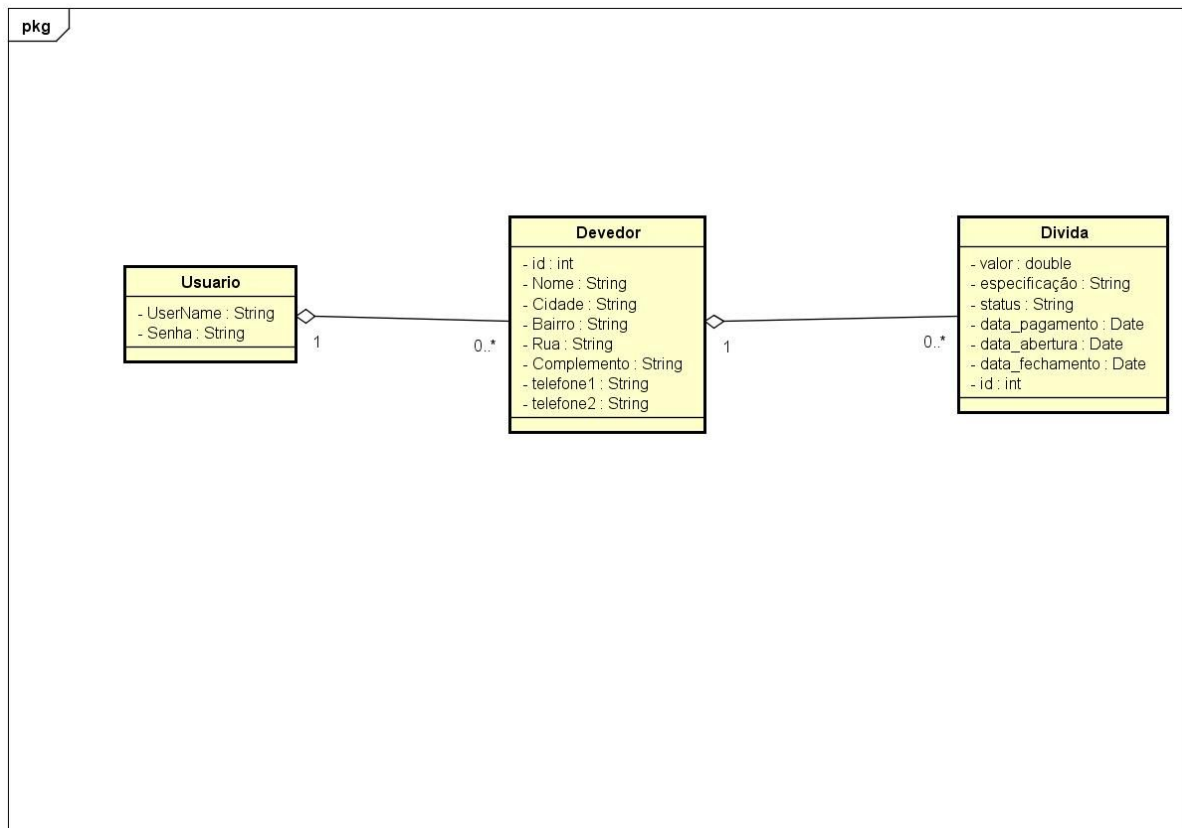 pkg
Usuario
- UserName : String
- Senha : String
1
0..*
Devedor
- id : int
- Nome : String
- Cidade : String
- Bairro : String
- Rua : String
- Complemento : String
- telefone1 : String
- telefone2 : String
1
0..*
Divida
- valor : double
- especificação : String
- status : String
- data_pagamento : Date
- data_abertura : Date
- data_fechamento : Date
- id : int